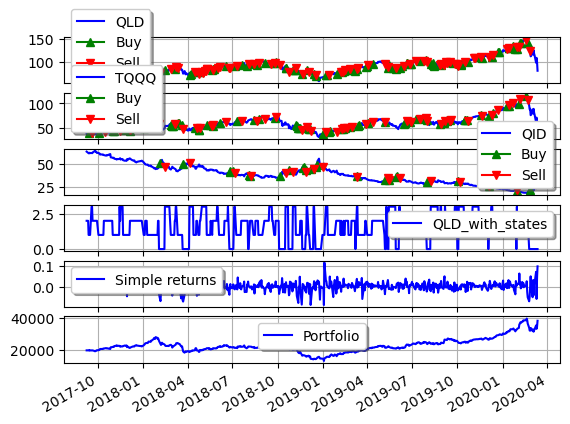 QLD
Buy
Sell
150
100
TQQQ
Buy
Sell
100
50
QID
Buy
Sell
50
25
QLD_with_states
2.5
0.0
Simple returns
0.1
0.0
Portfolio
40000
20000
2017-10
2018-01
2018-04
2018-07
2018-10
2019-01
2019-04
2019-07
2019-10
2020-01
2020-04